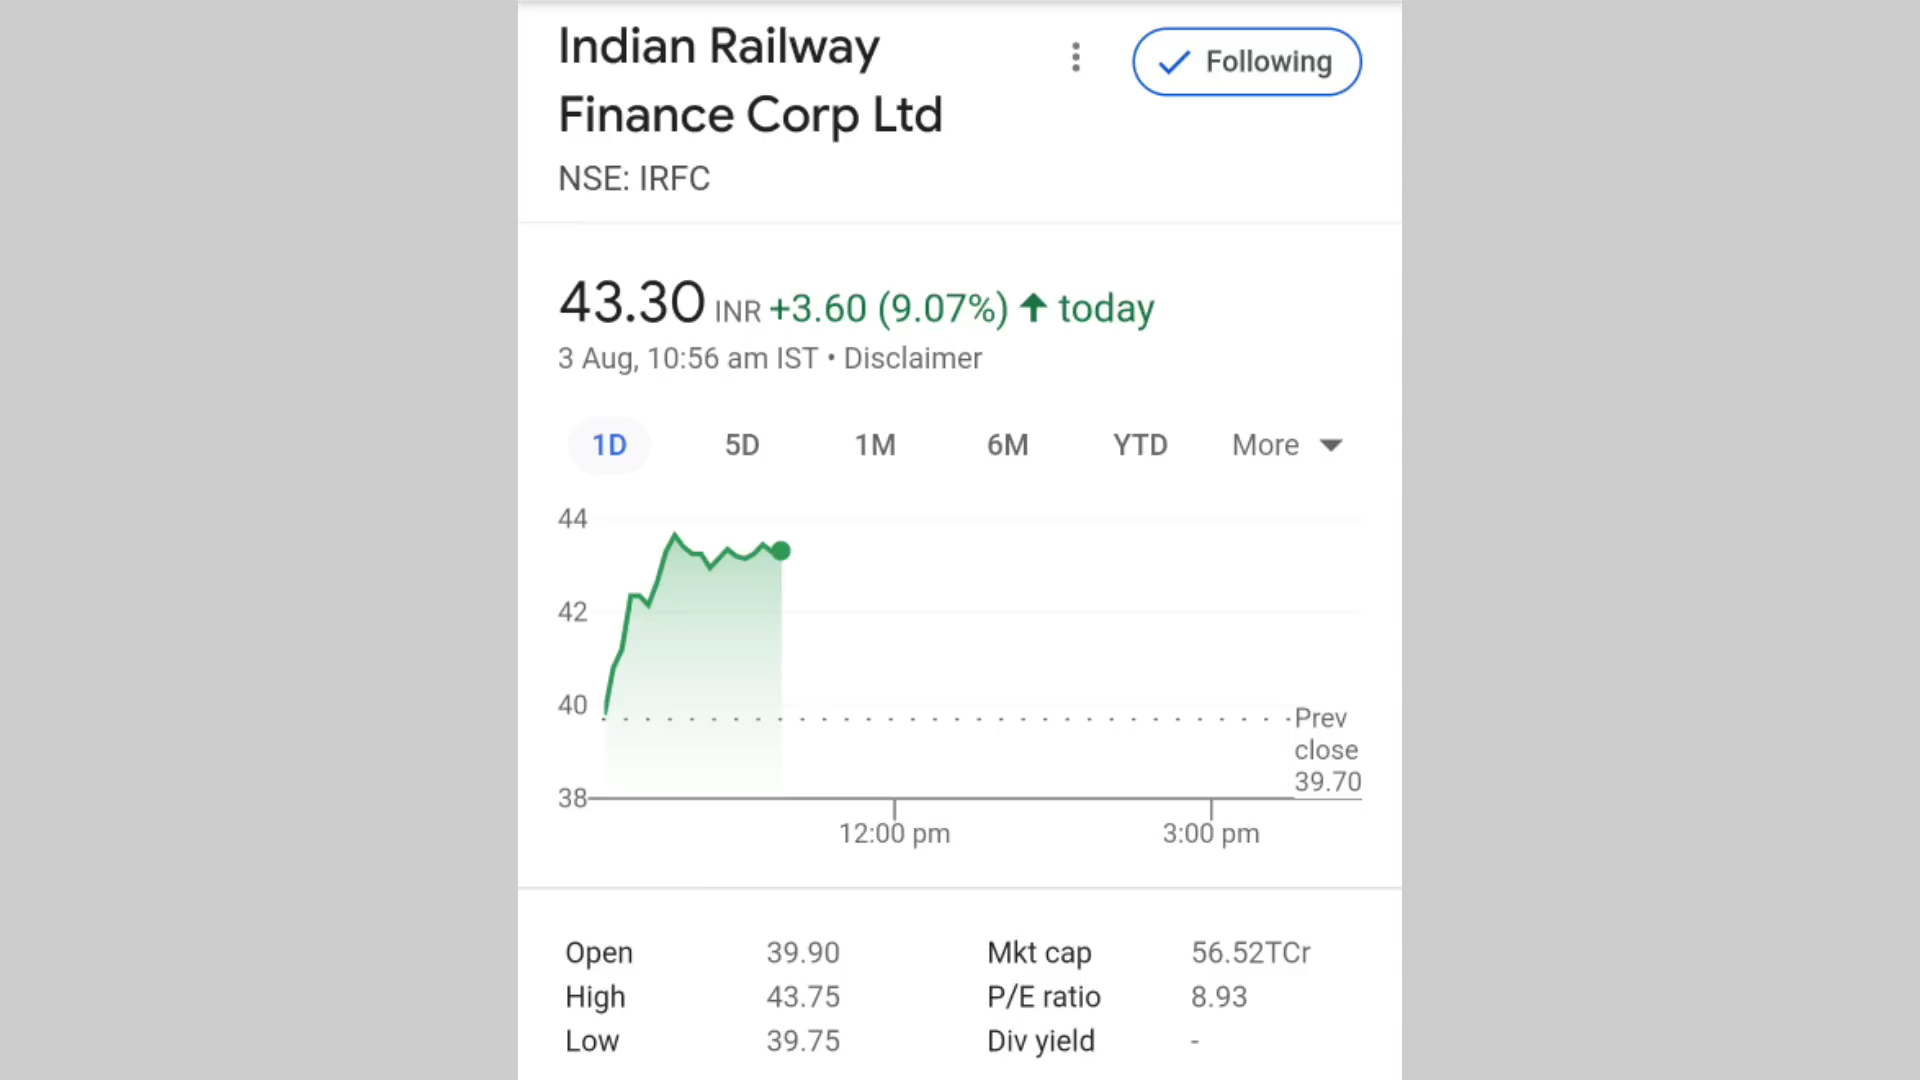 Indian Railway
Finance Corp Ltd
Following
NSE: IRFC
43.30 INR +3.60 (9.07%) ↑ today
3 Aug, 10:56 am IST • Disclaimer
1D 5D 1M 6M YTD More
44
42
40
38
Prev
close
39.70
12:00 pm 3:00 pm
Open 39.90 Mkt cap 56.52TCr
High 43.75 P/E ratio 8.93
Low 39.75 Div yield -